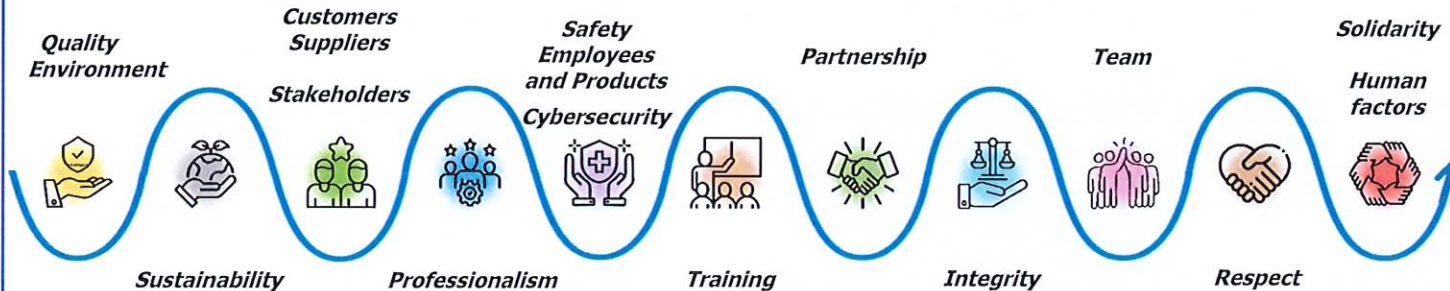 Quality
Environment
Sustainability
Customers
Suppliers
Stakeholders
Professionalism
Safety
Employees
and Products
Cybersecurity
Training
Partnership
Integrity
Team
Respect
Solidarity
Human
factors